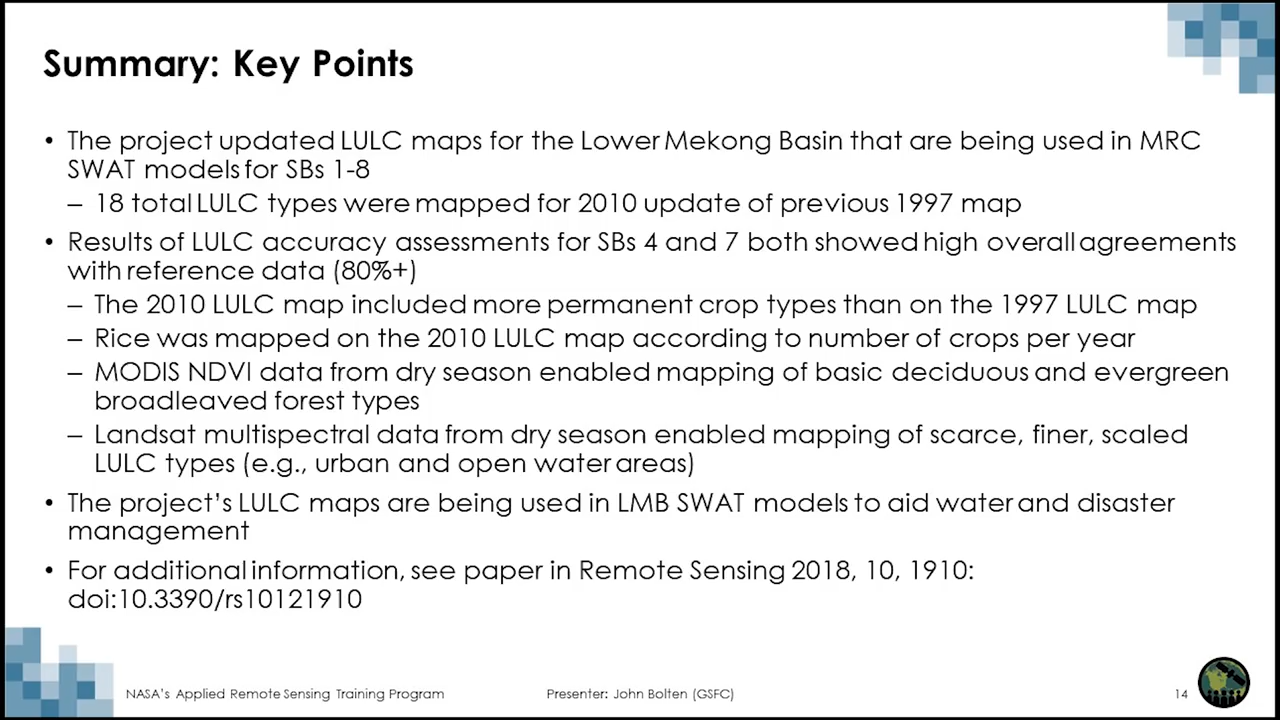 Summary: Key Points
• The project updated LULC maps for the Lower Mekong Basin that are being used in MRC
SWAT models for SBs 1-8
– 18 total LULC types were mapped for 2010 update of previous 1997 map
• Results of LULC accuracy assessments for SBs 4 and 7 both showed high overall agreements
with reference data (80%+)
– The 2010 LULC map included more permanent crop types than on the 1997 LULC map
– Rice was mapped on the 2010 LULC map according to number of crops per year
– MODIS NDVI data from dry season enabled mapping of basic deciduous and evergreen
broadleaved forest types
– Landsat multispectral data from dry season enabled mapping of scarce, finer, scaled
LULC types (e.g., urban and open water areas)
• The project's LULC maps are being used in LMB SWAT models to aid water and disaster
management
• For additional information, see paper in Remote Sensing 2018, 10, 1910:
doi:10.3390/rs10121910
NASA's Applied Remote Sensing Training Program Presenter: John Bolten (GSFC) 14